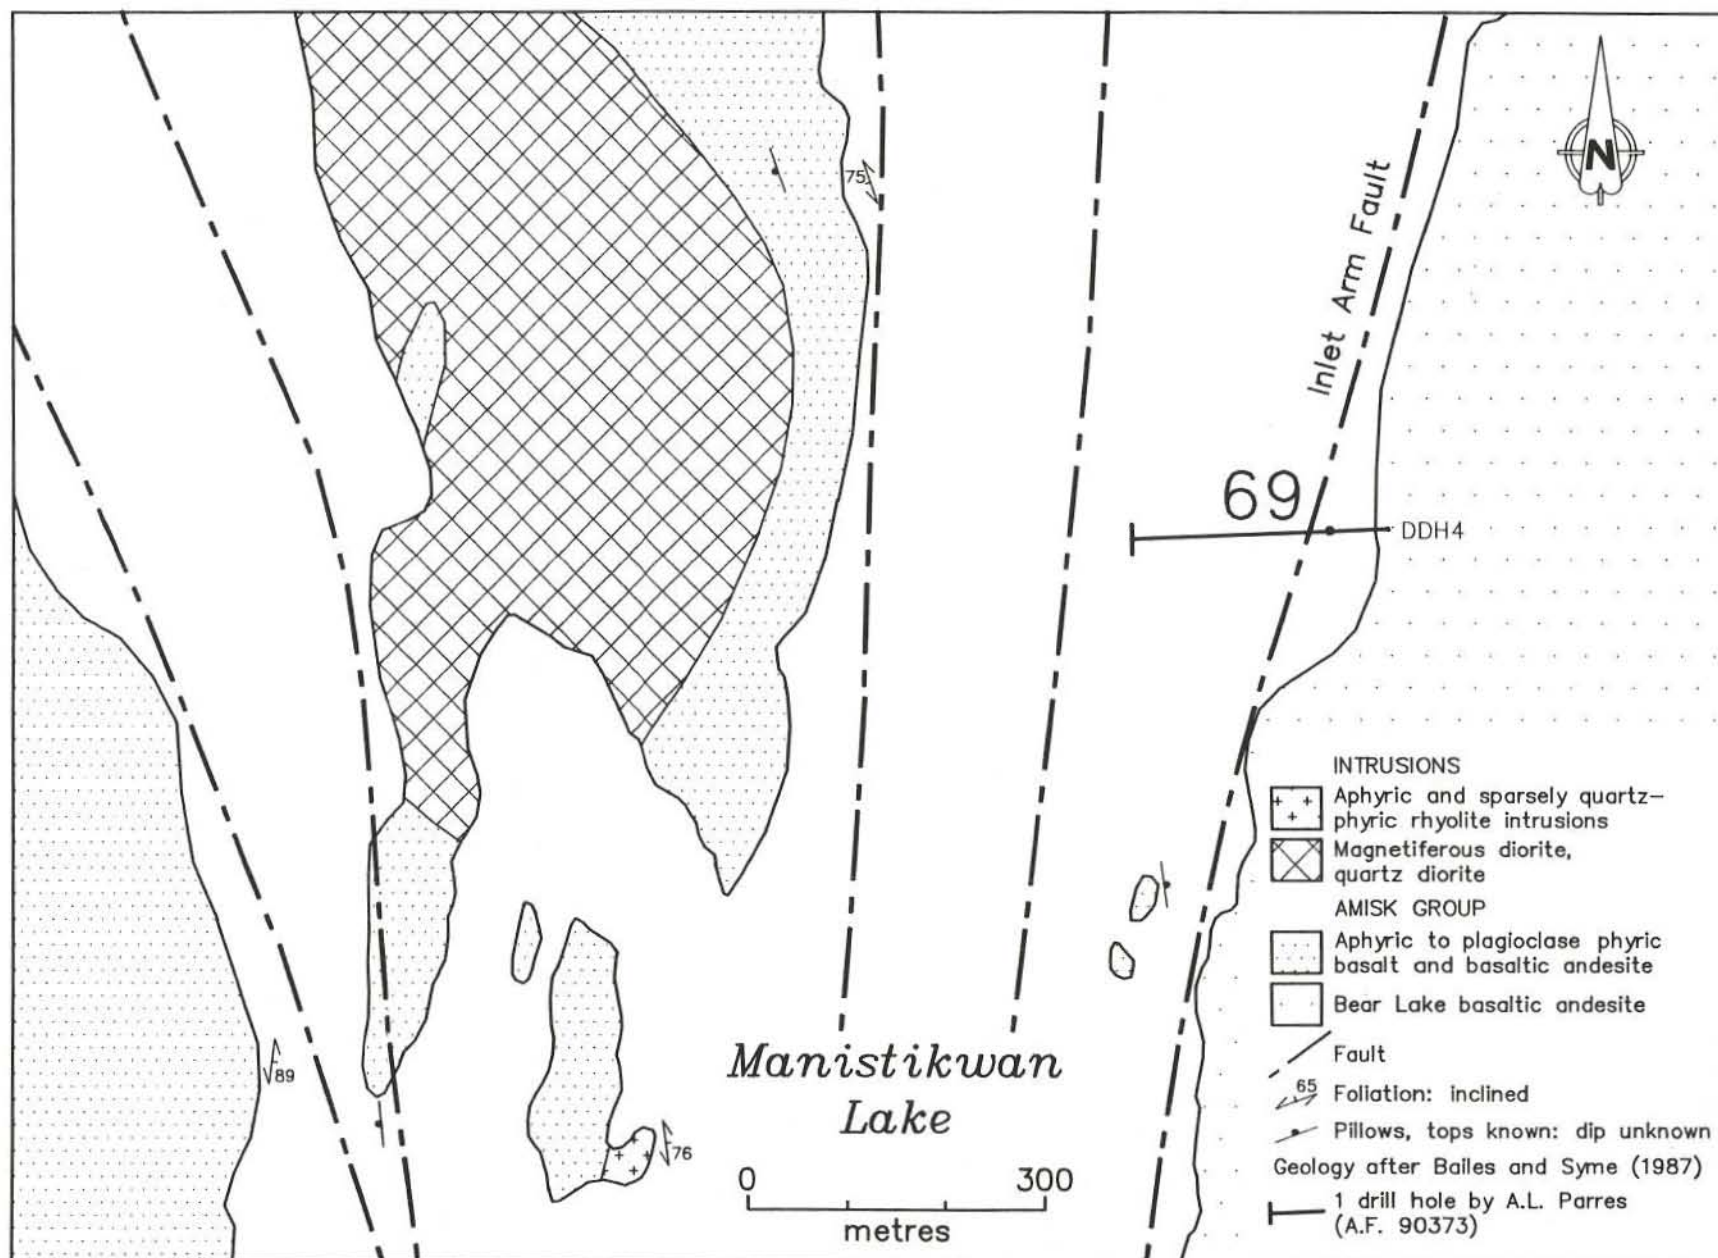 N
75
Inlet Arm Fault
69
DDH4
INTRUSIONS
Aphyric and sparsely quartz–
phyric rhyolite intrusions
Magnetiferous diorite,
quartz diorite
AMISK GROUP
Aphyric to plagioclase phyric
basalt and basaltic andesite
Bear Lake basaltic andesite
Fault
65
Foliation: inclined
Pillows, tops known: dip unknown
Geology after Bailes and Syme (1987)
1 drill hole by A.L. Parres
(A.F. 90373)
89
76
Manistikwan
Lake
0 300
metres